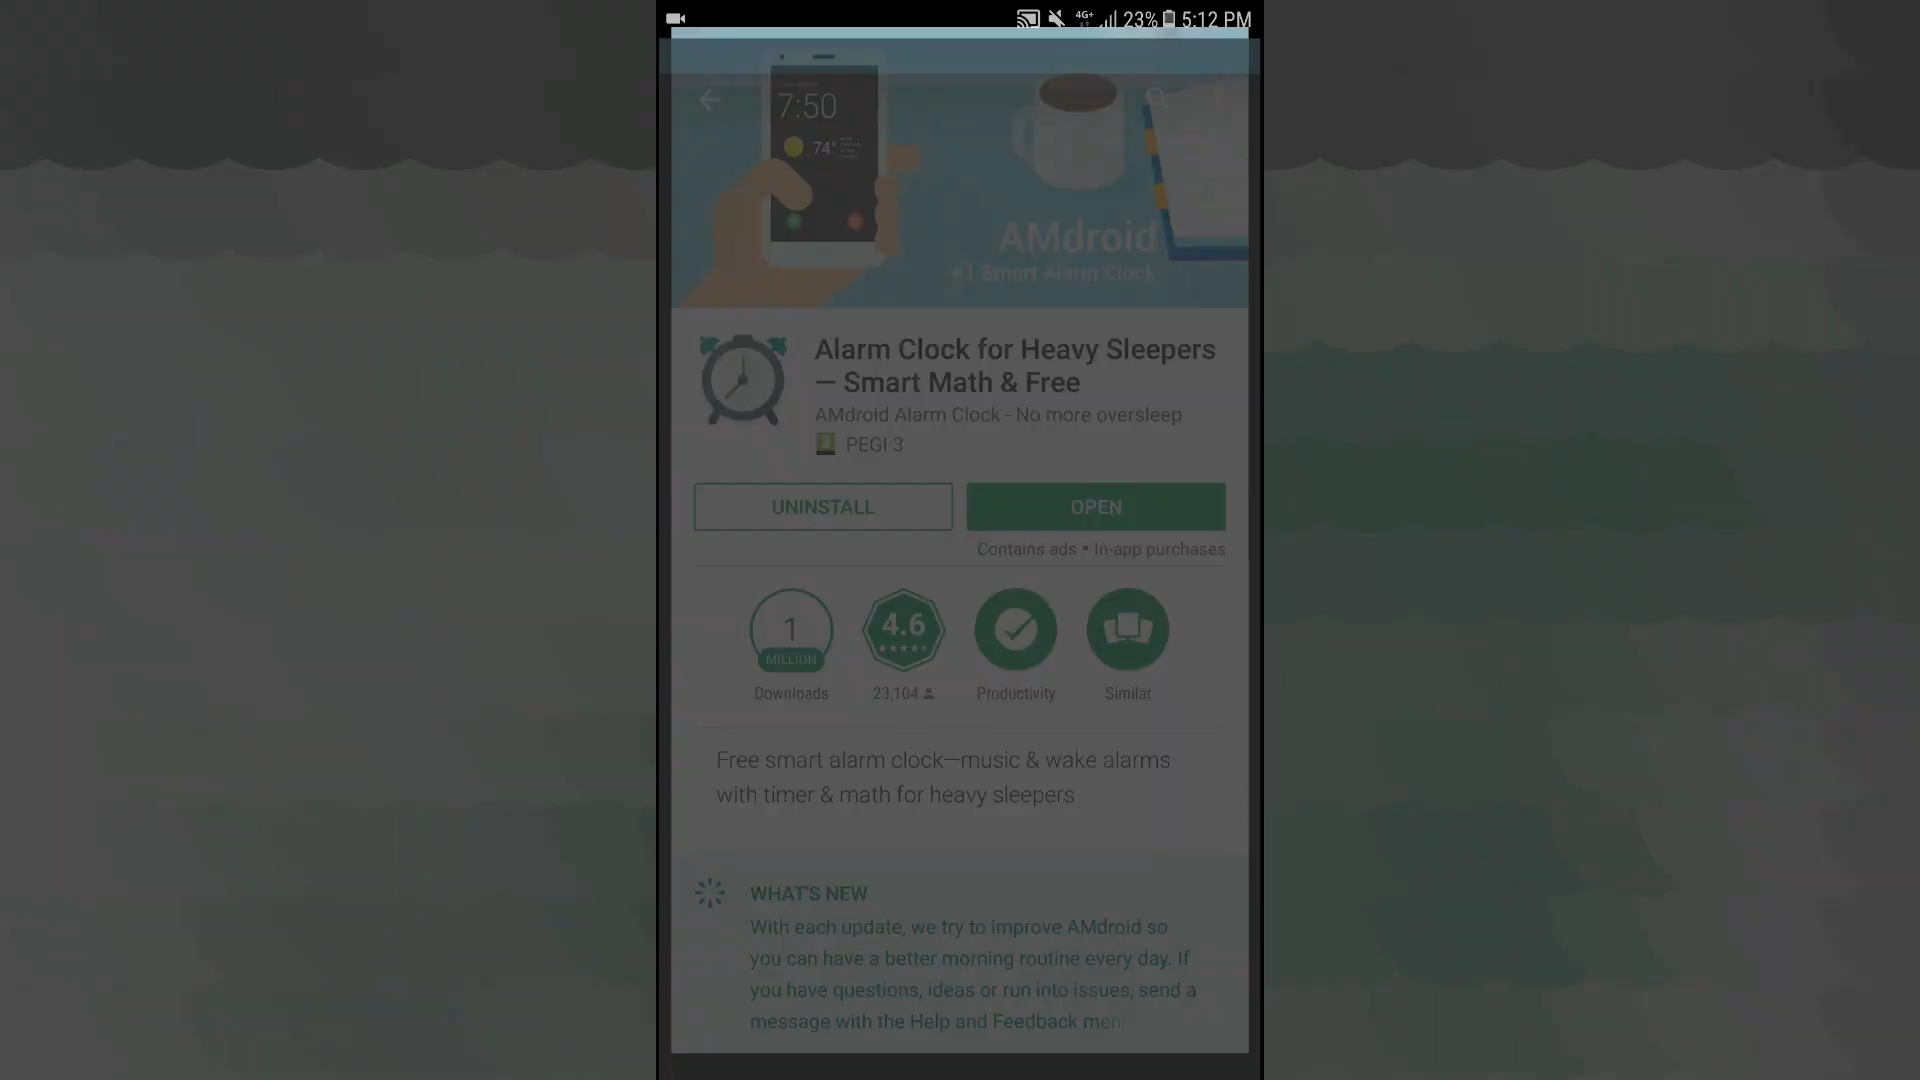 4G+ 23% 5:12 PM
7:50
74°
AMdroid
#1 Smart Alarm Clock
Alarm Clock for Heavy Sleepers
— Smart Math & Free
AMdroid Alarm Clock - No more oversleep
PEGI 3
UNINSTALL
OPEN
Contains ads • In-app purchases
1
MILLION
4.6
Downloads
23,104
Productivity
Similar
Free smart alarm clock—music & wake alarms
with timer & math for heavy sleepers
WHAT'S NEW
With each update, we try to improve AMdroid so
you can have a better morning routine every day. If
you have questions, ideas or run into issues, send a
message with the Help and Feedback men